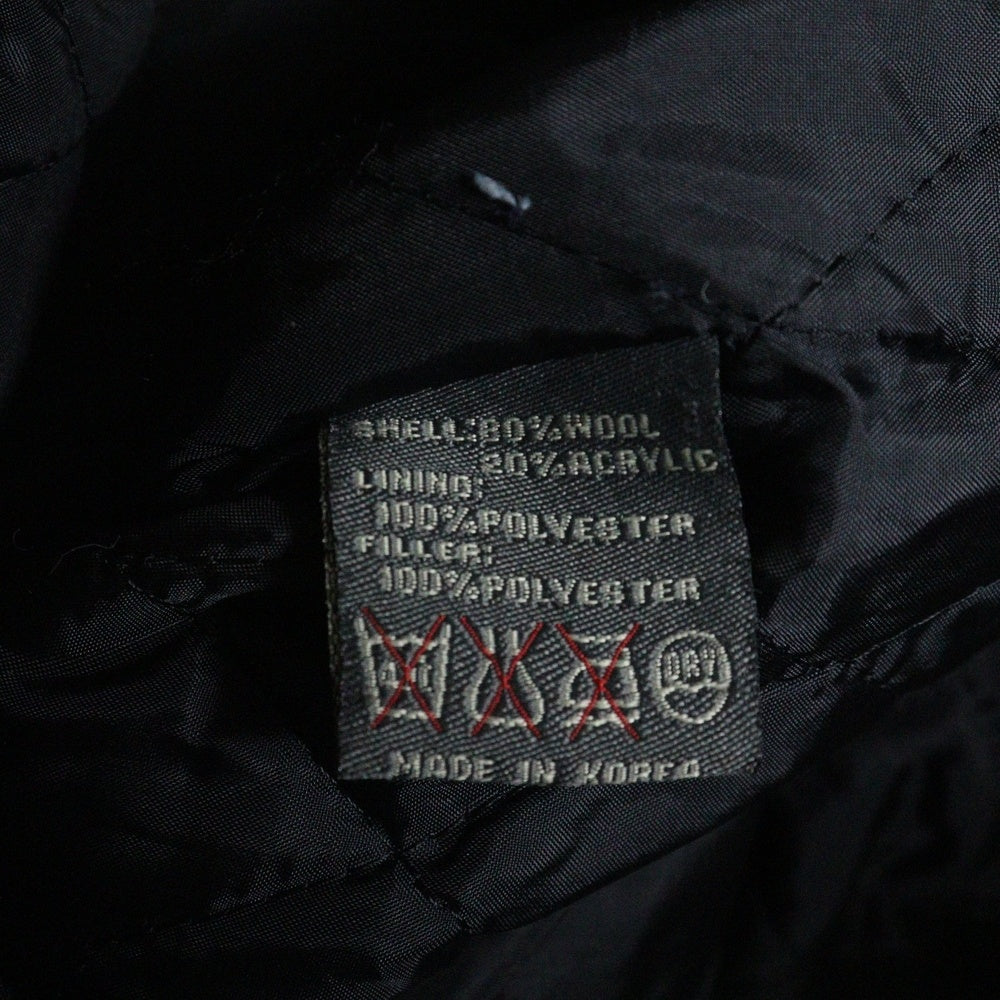 SHELL:80%WOOL
20%ACRYLIC
LINING:
100%POLYESTER
FILLER:
100%POLYESTER
DRY
MADE IN KOREA